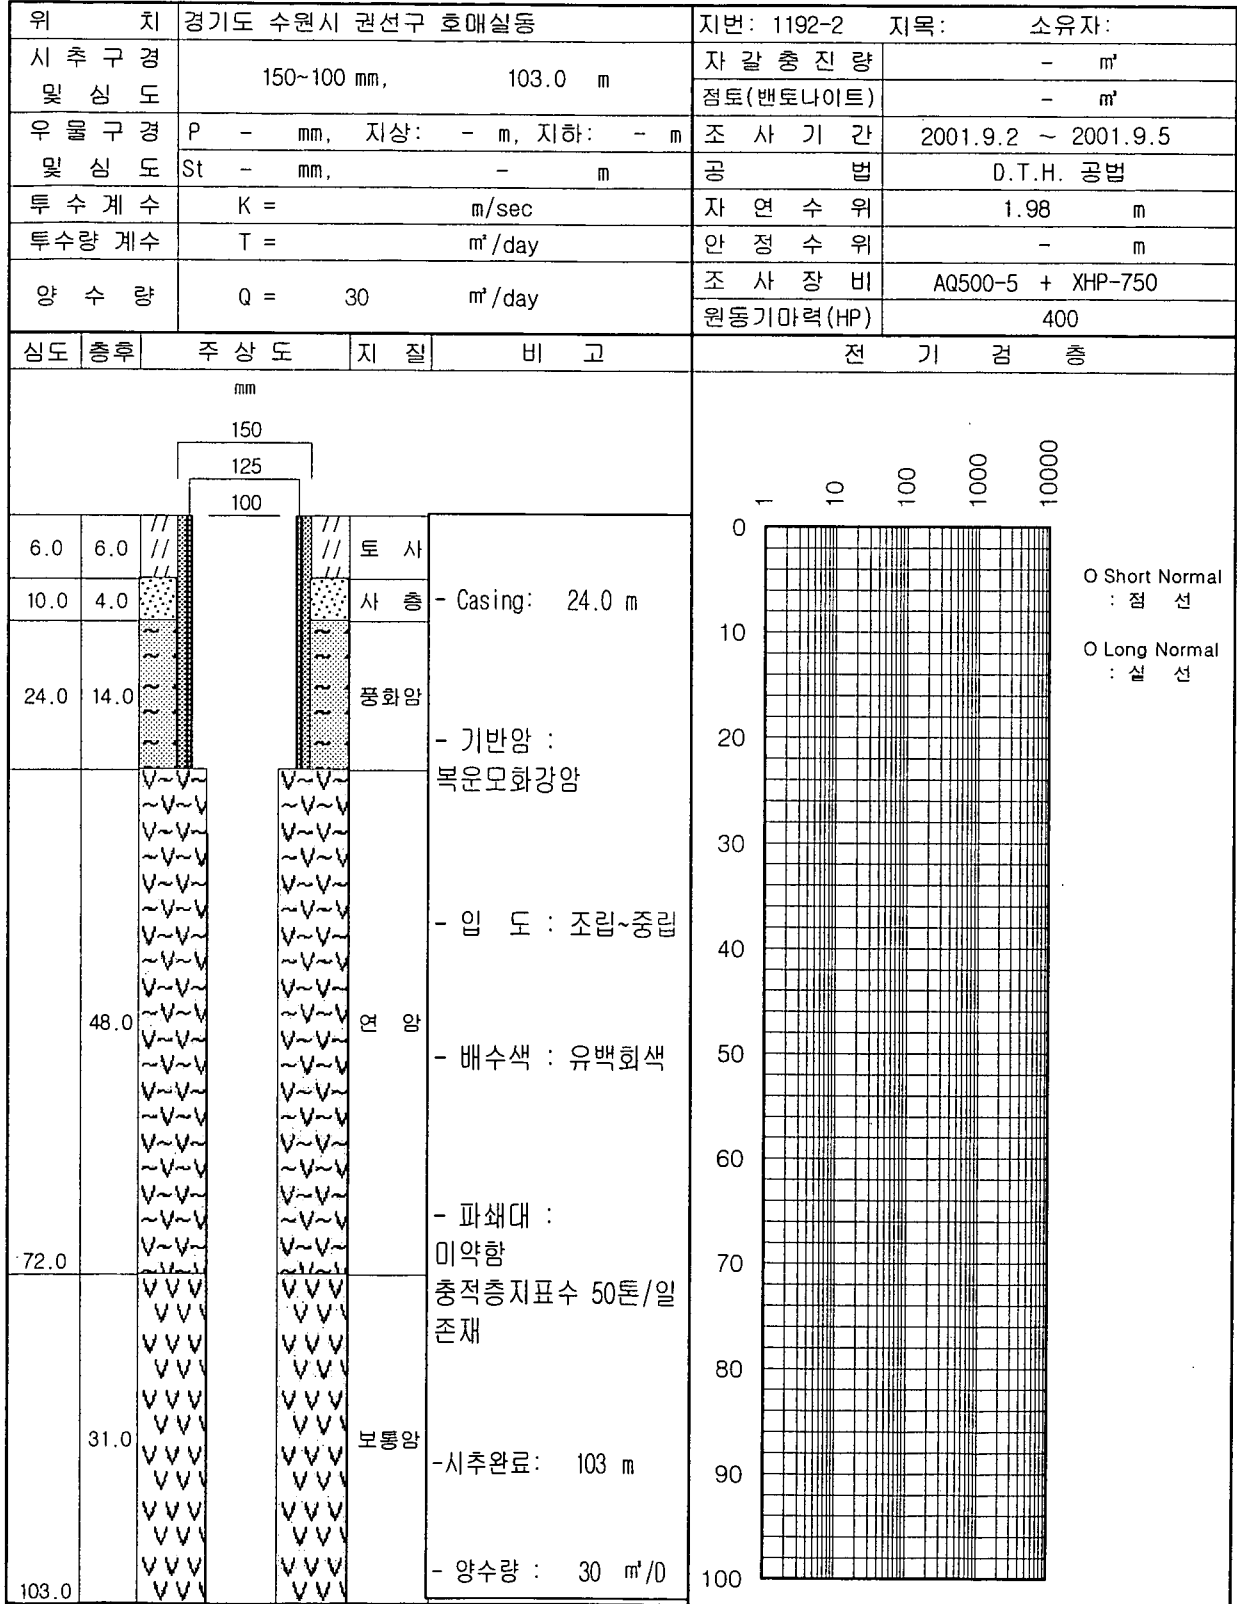 위 치 경기도 수원시 권선구 호매실동 지번: 1192-2 지목: 소유자:
시 추 구 경 및 심 도 150~100 mm, 103.0 m
자 갈 충 진 량 - ㎥
점토(밴토나이트) - ㎥
우 물 구 경 및 심 도 P - mm, 지상: - m, 지하: - m
St - mm, - m
조 사 기 간 2001.9.2 ~ 2001.9.5
공 법 D.T.H. 공법
투 수 계 수 K = m/sec
자 연 수 위 1.98 m
투수량 계수 T = ㎡/day
안 정 수 위 - m
양 수 량 Q = 30 ㎥/day
조 사 장 비 AQ500-5 + XHP-750
원동기마력(HP) 400
심도 층후 주 상 도 지 질 비 고 전 기 검 층
mm
150
125
100
6.0 6.0 토 사
10.0 4.0 사 층 - Casing: 24.0 m
24.0 14.0 풍화암
- 기반암 :
복운모화강암
- 입 도 : 조립~중립
48.0 연 암
- 배수색 : 유백회색
- 파쇄대 :
미약함
72.0
충적층지표수 50톤/일
존재
31.0 보통암
-시추완료: 103 m
- 양수량 : 30 ㎥/D
103.0
1 10 100 1000 10000
0
10
20
30
40
50
60
70
80
90
100
O Short Normal
: 점 선
O Long Normal
: 실 선